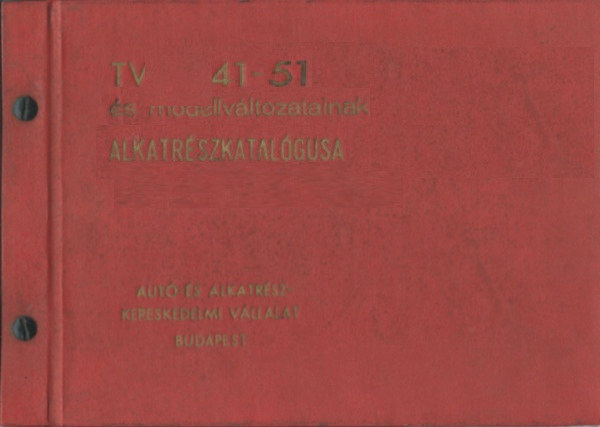 TV 41-51
és modellváltozatainak
ALKATRÉSZKATALÓGUSA
AUTÓ-ÉS ALKATRÉSZ-
KERESKEDELMI VÁLLALAT
BUDAPEST